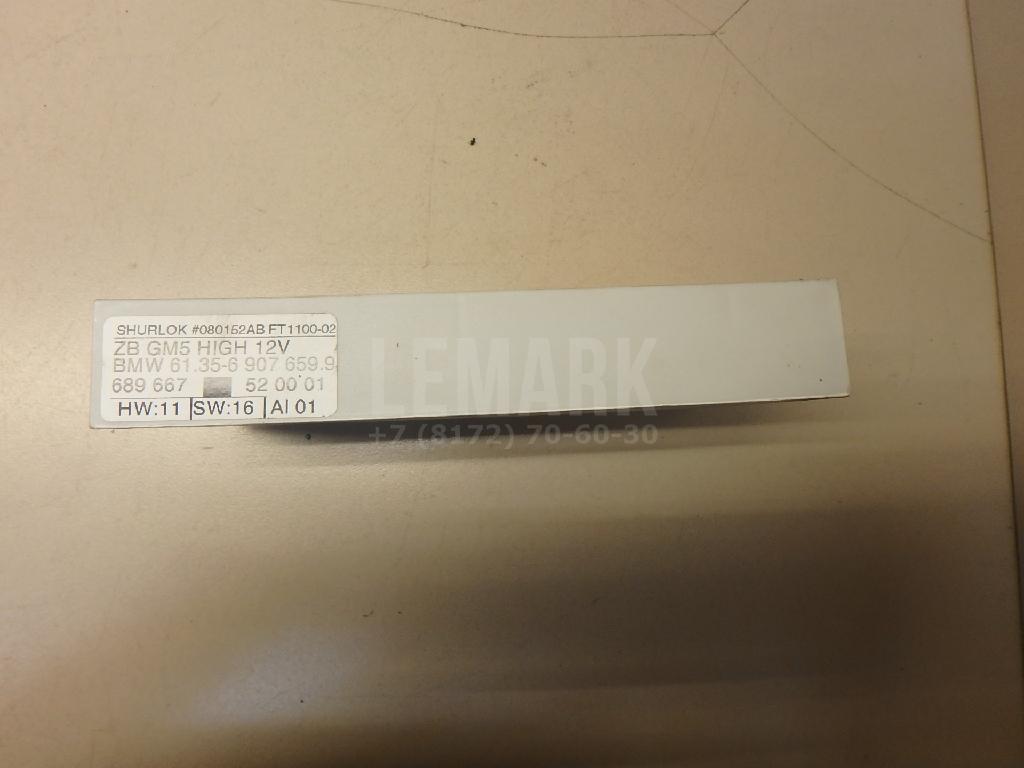 SHURLOK #080152AB FT1100-02
ZB GM5 HIGH 12V
BMW 61.35-6 907 659.9
689 667 52 00 01
HW:11 SW:16 AI 01
LEMARK
+7 (8172) 70-60-30